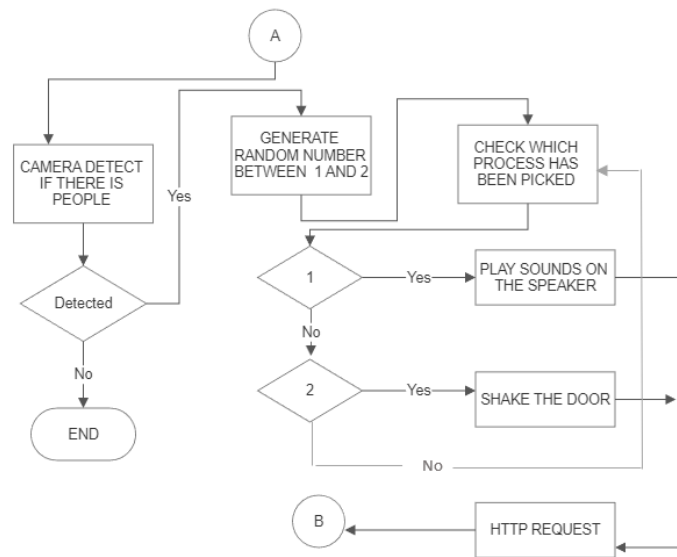 A
CAMERA DETECT
IF THERE IS
PEOPLE
Yes
GENERATE
RANDOM NUMBER
BETWEEN 1 AND 2
CHECK WHICH
PROCESS HAS
BEEN PICKED
Detected
No
END
1
Yes
PLAY SOUNDS ON
THE SPEAKER
No
2
Yes
SHAKE THE DOOR
No
HTTP REQUEST
B